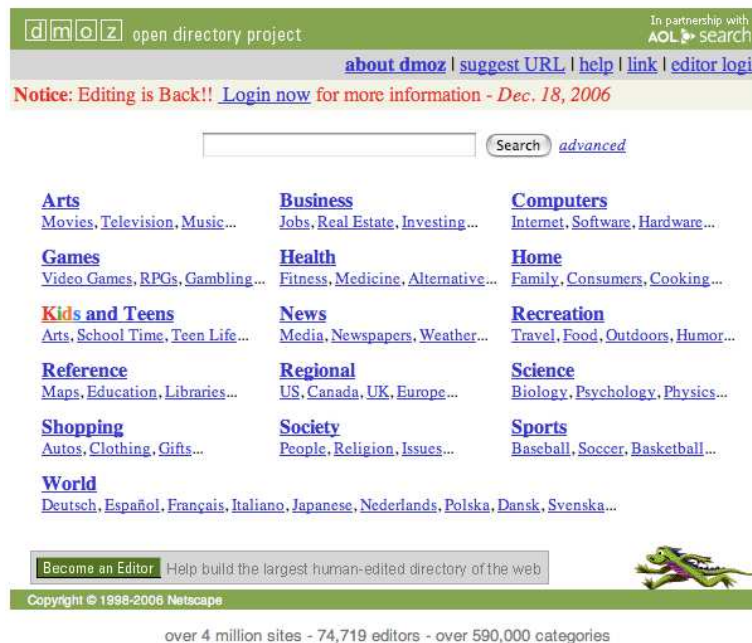 dmoz open directory project
In partnership with
AOL search
about dmoz | suggest URL | help | link | editor logi
Notice: Editing is Back!! Login now for more information - Dec. 18, 2006
Search advanced
Arts
Movies, Television, Music...
Business
Jobs, Real Estate, Investing...
Computers
Internet, Software, Hardware...
Games
Video Games, RPGs, Gambling...
Health
Fitness, Medicine, Alternative...
Home
Family, Consumers, Cooking...
Kids and Teens
Arts, School Time, Teen Life...
News
Media, Newspapers, Weather...
Recreation
Travel, Food, Outdoors, Humor...
Reference
Maps, Education, Libraries...
Regional
US, Canada, UK, Europe...
Science
Biology, Psychology, Physics...
Shopping
Autos, Clothing, Gifts...
Society
People, Religion, Issues...
Sports
Baseball, Soccer, Basketball...
World
Deutsch, Español, Français, Italiano, Japanese, Nederlands, Polska, Dansk, Svenska...
Become an Editor Help build the largest human-edited directory of the web
Copyright © 1998-2006 Netscape
over 4 million sites - 74,719 editors - over 590,000 categories